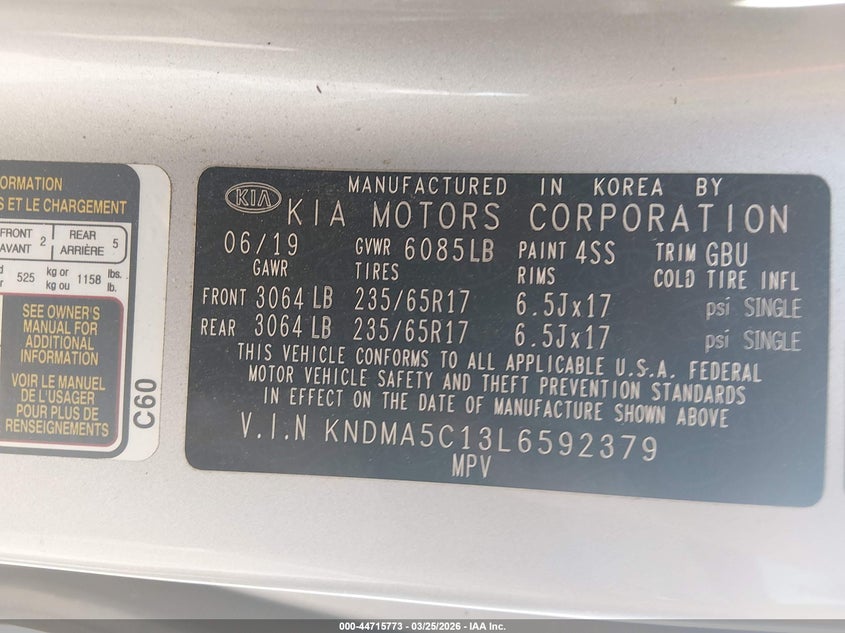 ORMATION
S ET LE CHARGEMENT
FRONT 2 REAR 5
AVANT ARRIÈRE
525 kg or 1158 lbs.
kg ou lb.
SEE OWNER'S
MANUAL FOR
ADDITIONAL
INFORMATION
VOIR LE MANUEL
DE L'USAGER
POUR PLUS DE
RENSEIGNEMENTS
C60
KIA
MANUFACTURED IN KOREA BY
KIA MOTORS CORPORATION
06/19 GVWR 6085LB PAINT 4SS TRIM GBU
GAWR TIRES RIMS COLD TIRE INFL
FRONT 3064 LB 235/65R17 6.5Jx17 psi SINGLE
REAR 3064 LB 235/65R17 6.5Jx17 psi SINGLE
THIS VEHICLE CONFORMS TO ALL APPLICABLE U.S.A. FEDERAL
MOTOR VEHICLE SAFETY AND THEFT PREVENTION STANDARDS
IN EFFECT ON THE DATE OF MANUFACTURE SHOWN ABOVE
V.I.N KNDMA5C13L6592379
MPV
000-44715773 - 03/25/2026 - IAA Inc.